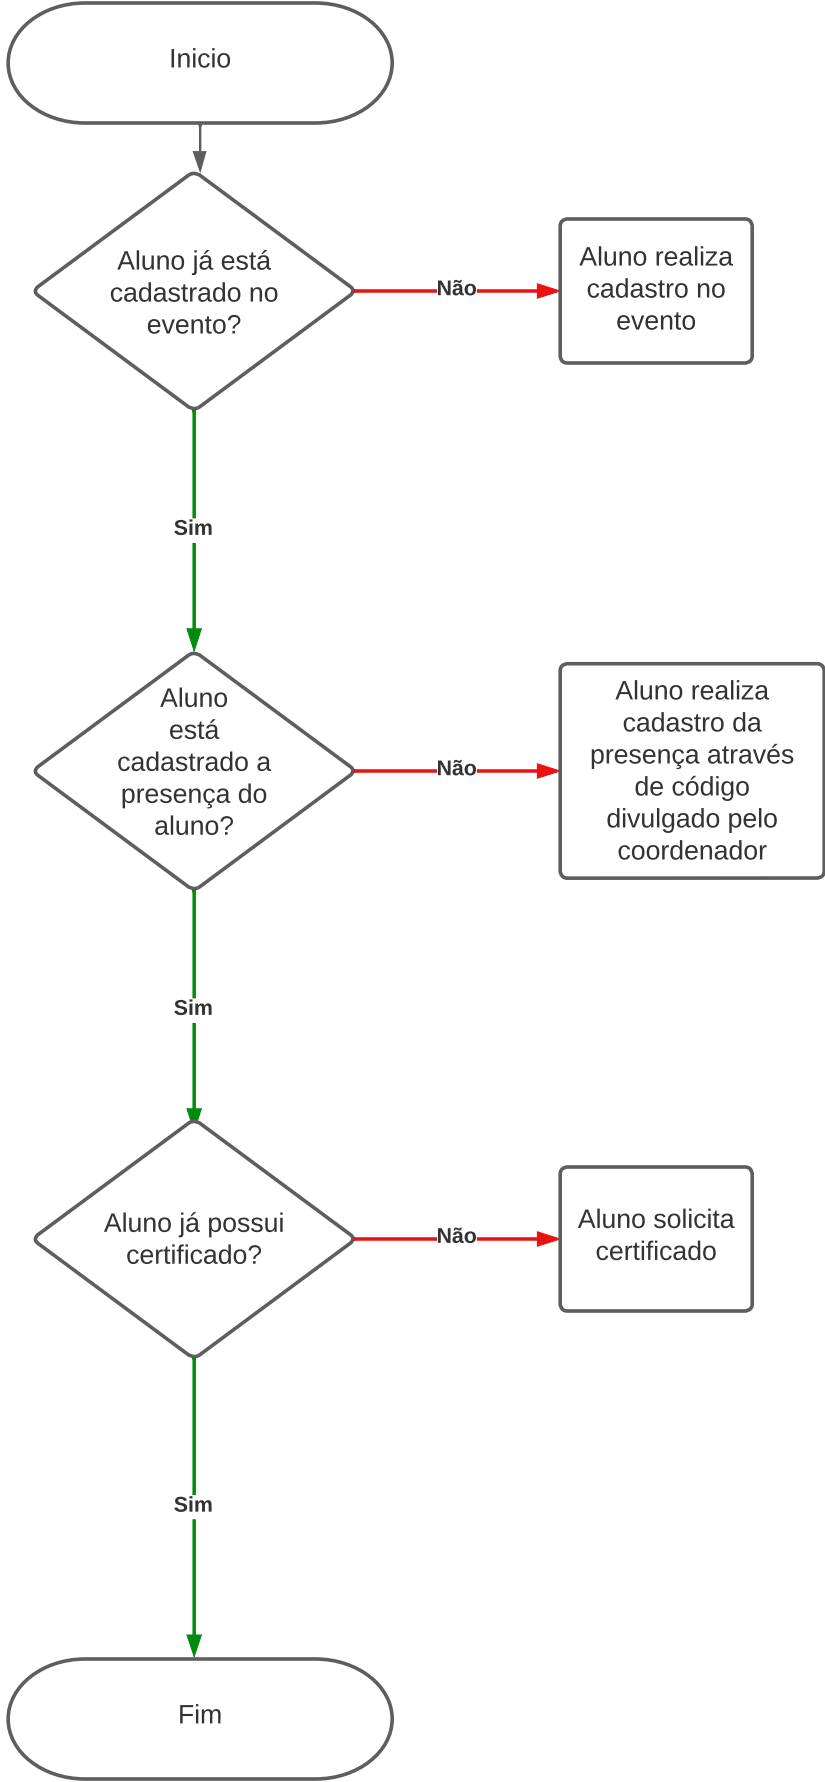 Inicio
Aluno já está
cadastrado no
evento?
Não
Aluno realiza
cadastro no
evento
Sim
Aluno
está
cadastrado a
presença do
aluno?
Não
Aluno realiza
cadastro da
presença através
de código
divulgado pelo
coordenador
Sim
Aluno já possui
certificado?
Não
Aluno solicita
certificado
Sim
Fim